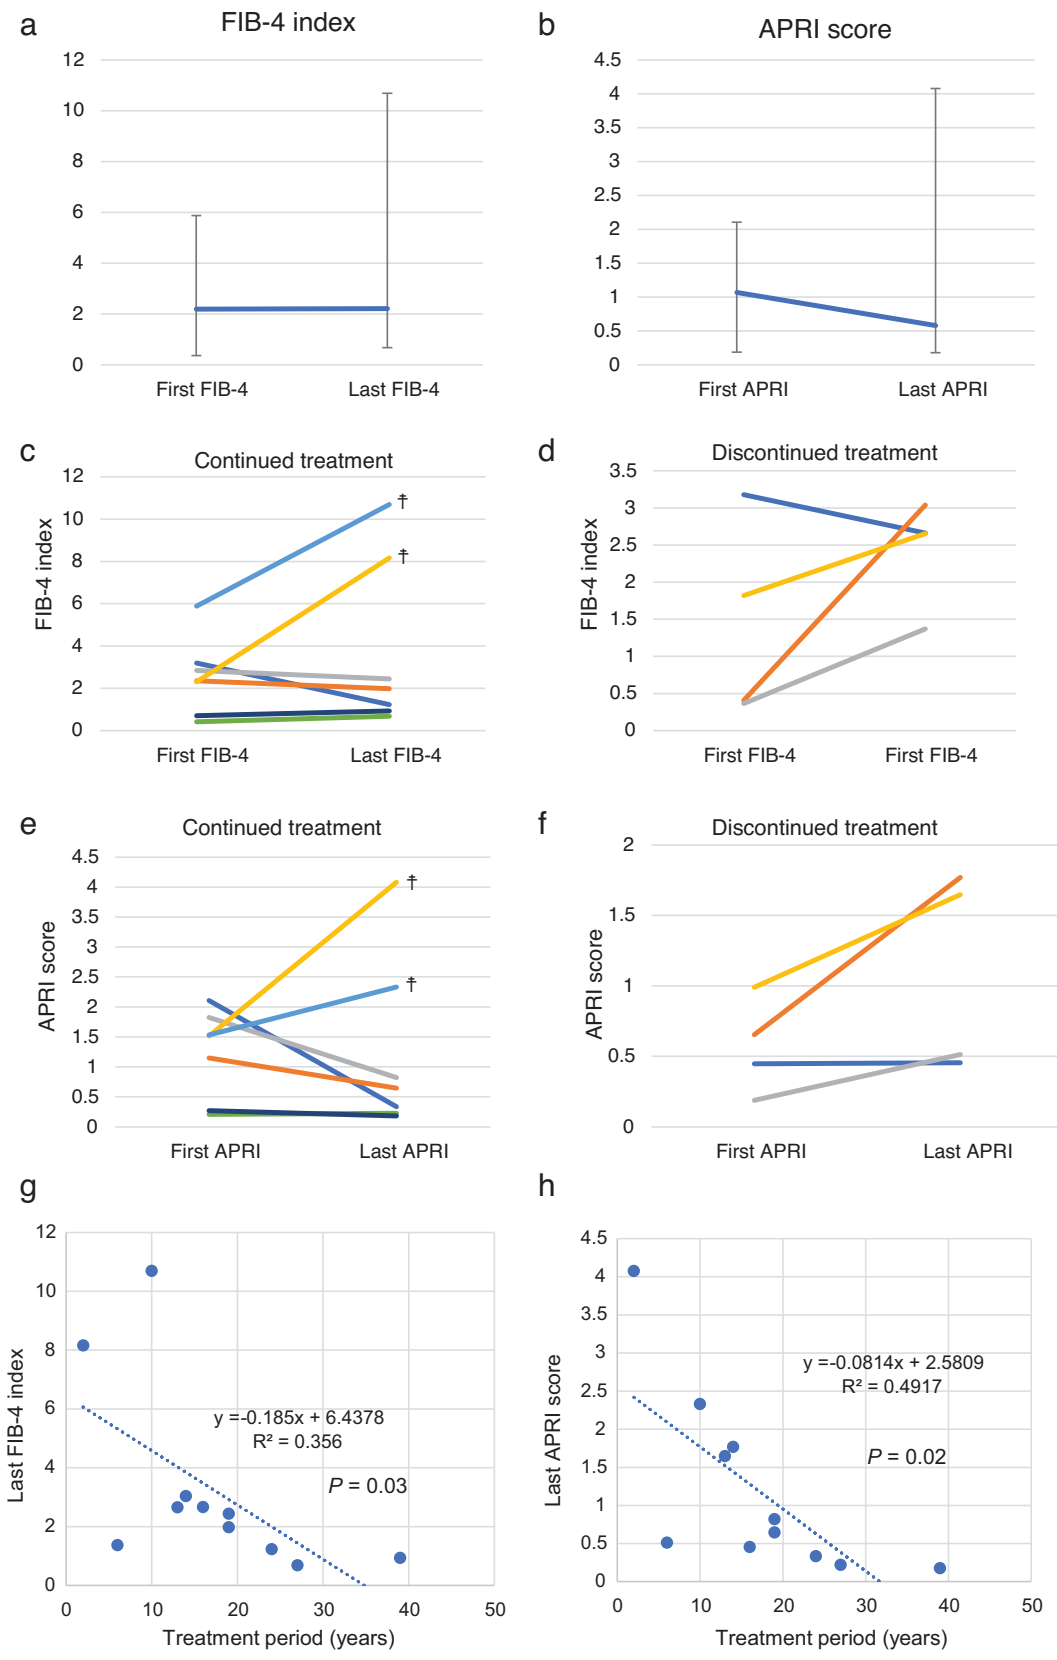 a
FIB-4 index
12
10
8
6
4
2
0
First FIB-4
Last FIB-4
b
APRI score
4.5
4
3.5
3
2.5
2
1.5
1
0.5
0
First APRI
Last APRI
c
Continued treatment
FIB-4 index
12
10
8
6
4
2
0
☨
☨
First FIB-4
Last FIB-4
d
Discontinued treatment
FIB-4 index
3.5
3
2.5
2
1.5
1
0.5
0
First FIB-4
First FIB-4
e
Continued treatment
APRI score
4.5
4
3.5
3
2.5
2
1.5
1
0.5
0
☨
☨
First APRI
Last APRI
f
Discontinued treatment
APRI score
2
1.5
1
0.5
0
First APRI
Last APRI
g
Last FIB-4 index
12
10
8
6
4
2
0
y =-0.185x + 6.4378
R² = 0.356
P = 0.03
0 10 20 30 40 50
Treatment period (years)
h
Last APRI score
4.5
4
3.5
3
2.5
2
1.5
1
0.5
0
y =-0.0814x + 2.5809
R² = 0.4917
P = 0.02
0 10 20 30 40 50
Treatment period (years)